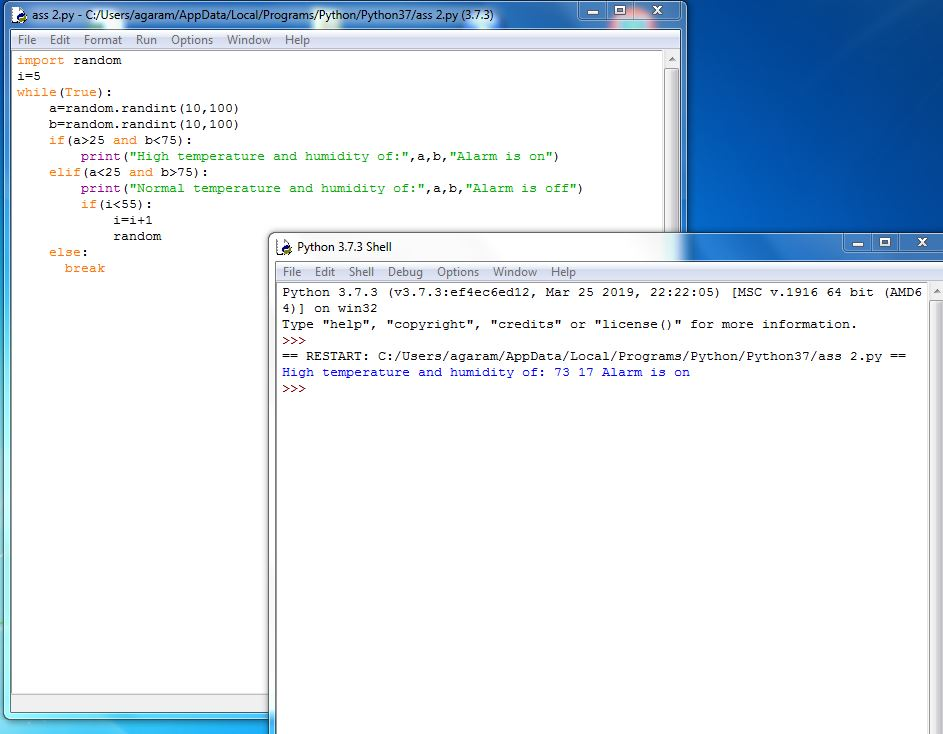 ass 2.py - C:/Users/agaram/AppData/Local/Programs/Python/Python37/ass 2.py (3.7.3)
File Edit Format Run Options Window Help
import random
i=5
while(True):
    a=random.randint(10,100)
    b=random.randint(10,100)
    if(a>25 and b<75):
        print("High temperature and humidity of:",a,b,"Alarm is on")
    elif(a<25 and b>75):
        print("Normal temperature and humidity of:",a,b,"Alarm is off")
        if(i<55):
            i=i+1
            random
    else:
      break
Python 3.7.3 Shell
File Edit Shell Debug Options Window Help
Python 3.7.3 (v3.7.3:ef4ec6ed12, Mar 25 2019, 22:22:05) [MSC v.1916 64 bit (AMD6
4)] on win32
Type "help", "copyright", "credits" or "license()" for more information.
>>>
== RESTART: C:/Users/agaram/AppData/Local/Programs/Python/Python37/ass 2.py ==
High temperature and humidity of: 73 17 Alarm is on
>>>